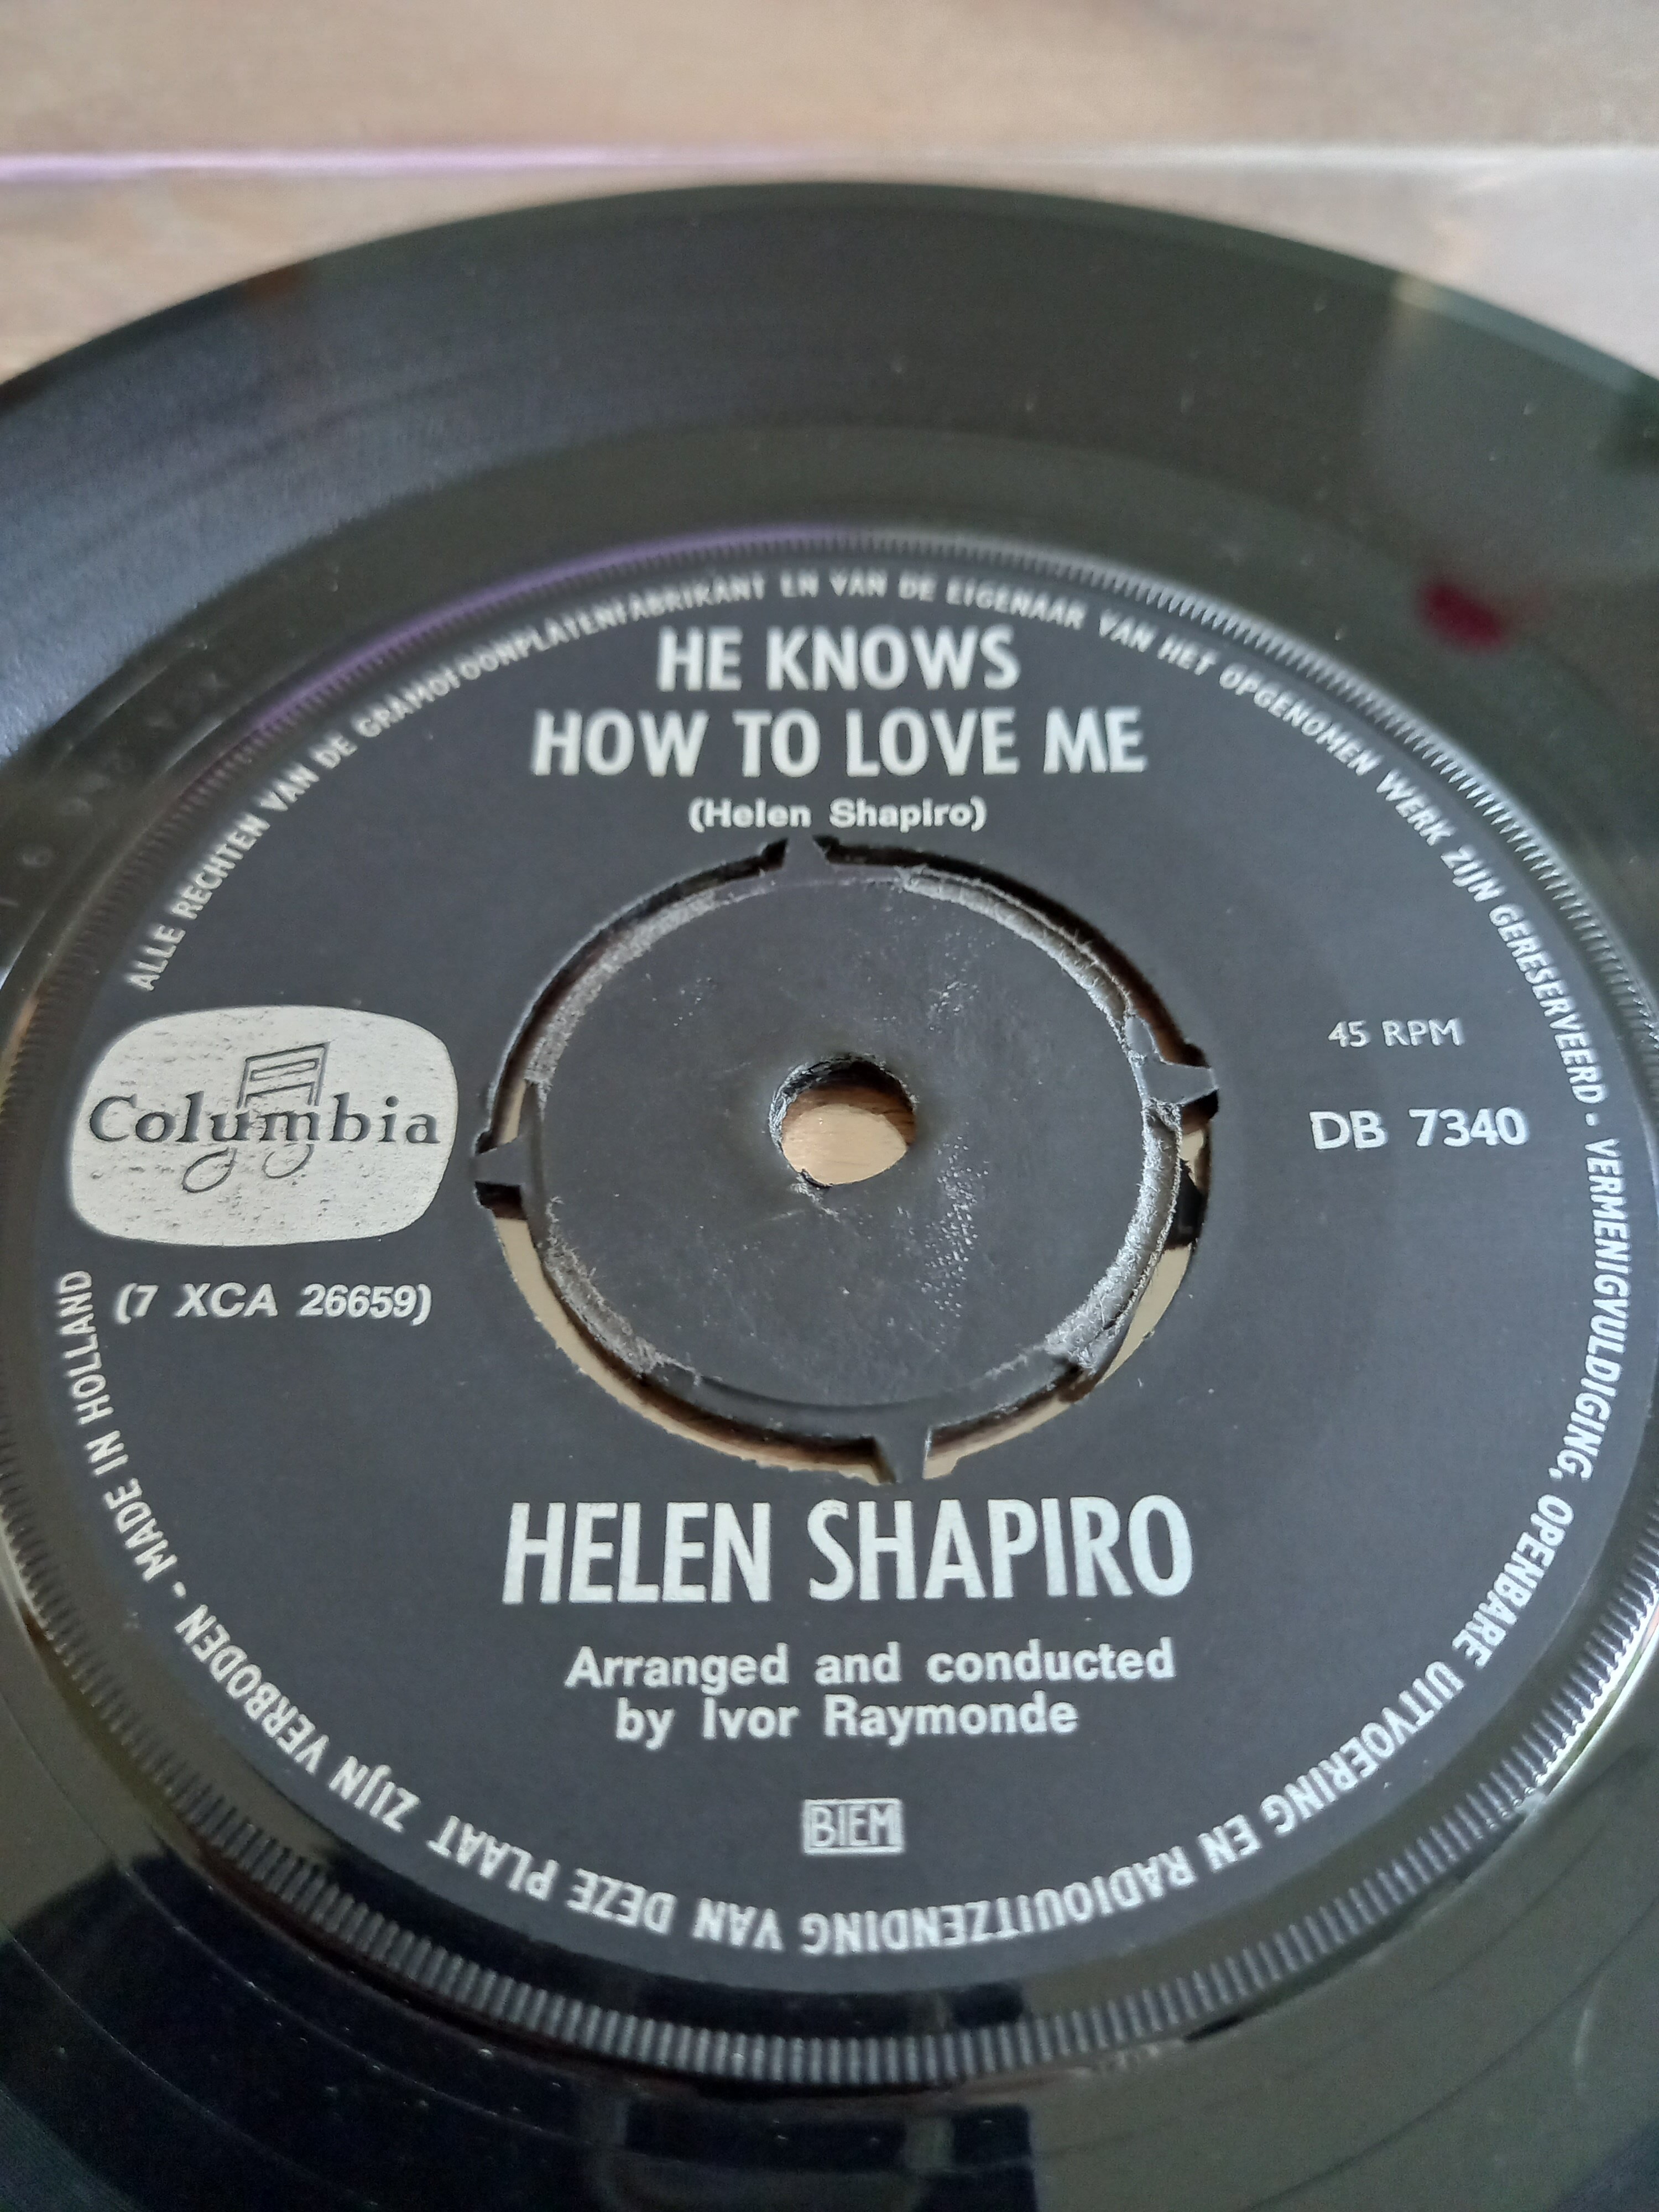 HE KNOWS
HOW TO LOVE ME
(Helen Shapiro)
Columbia
(7 XCA 26659)
45 RPM
DB 7340
HELEN SHAPIRO
Arranged and conducted
by Ivor Raymonde
BIEM
ALLE RECHTEN VAN DE GRAMOFOONPLATENFABRIKANT EN VAN DE EIGENAAR VAN HET OPGENOMEN WERK ZIJN GERESERVEERD - VERMENIGVULDIGING, OPENBARE UITVOERING EN RADIOUITZENDING VAN DEZE PLAAT ZIJN VERBODEN - MADE IN HOLLAND